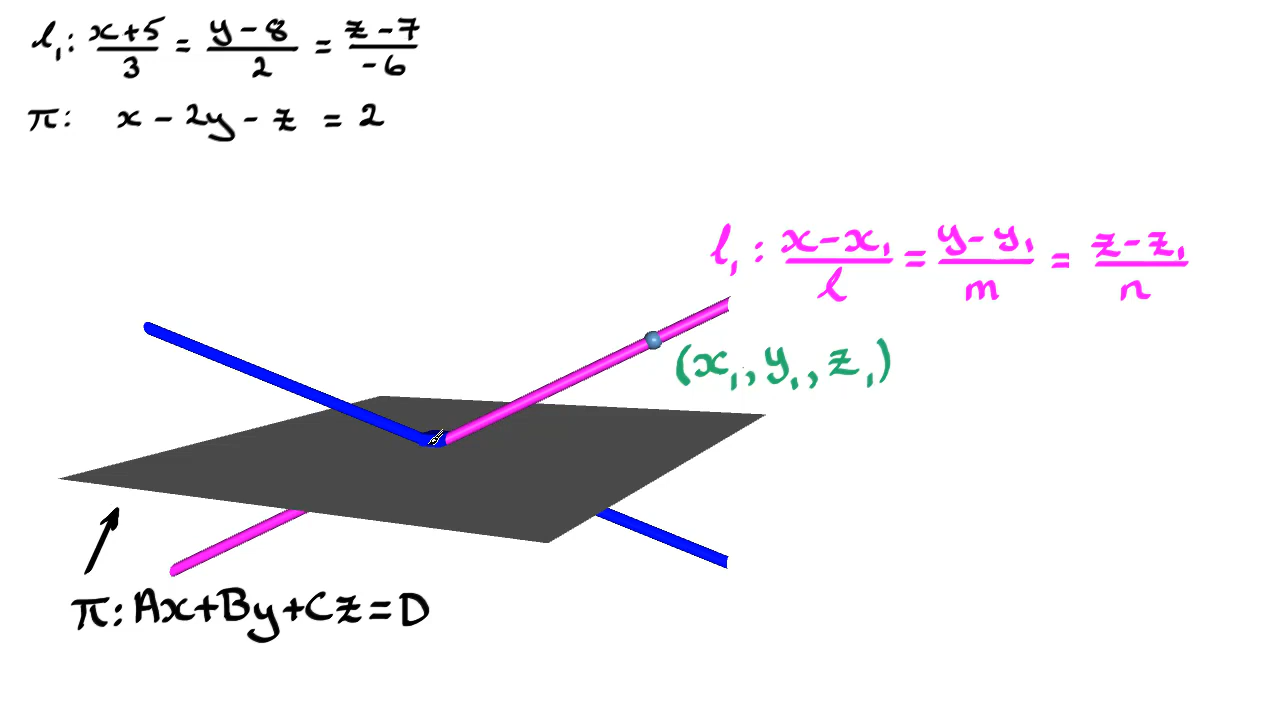 l₁: (x+5)/3 = (y-8)/2 = (z-7)/-6
π: x - 2y - z = 2
l₁: (x-x₁)/l = (y-y₁)/m = (z-z₁)/n
(x₁, y₁, z₁)
π: Ax+By+Cz=D